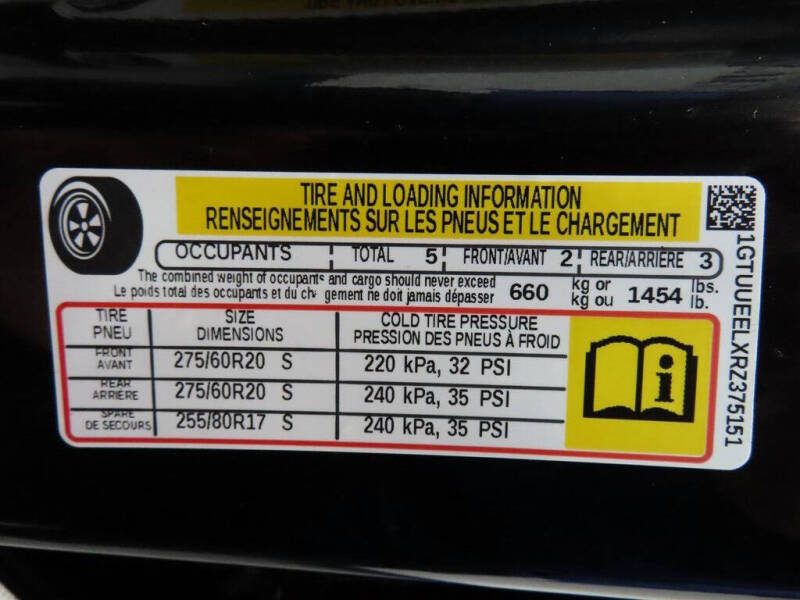 TIRE AND LOADING INFORMATION
RENSEIGNEMENTS SUR LES PNEUS ET LE CHARGEMENT
OCCUPANTS TOTAL 5 FRONT/AVANT 2 REAR/ARRIÈRE 3
The combined weight of occupants and cargo should never exceed 660 kg or 1454 lbs.
Le poids total des occupants et du ch gement ne doit jamais dépasser kg ou lb.
TIRE SIZE COLD TIRE PRESSURE
PNEU DIMENSIONS PRESSION DES PNEUS À FROID
FRONT
AVANT 275/60R20 S 220 kPa, 32 PSI
REAR
ARRIÈRE 275/60R20 S 240 kPa, 35 PSI
SPARE
DE SECOURS 255/80R17 S 240 kPa, 35 PSI
i
1GTUUEELXRZ375151